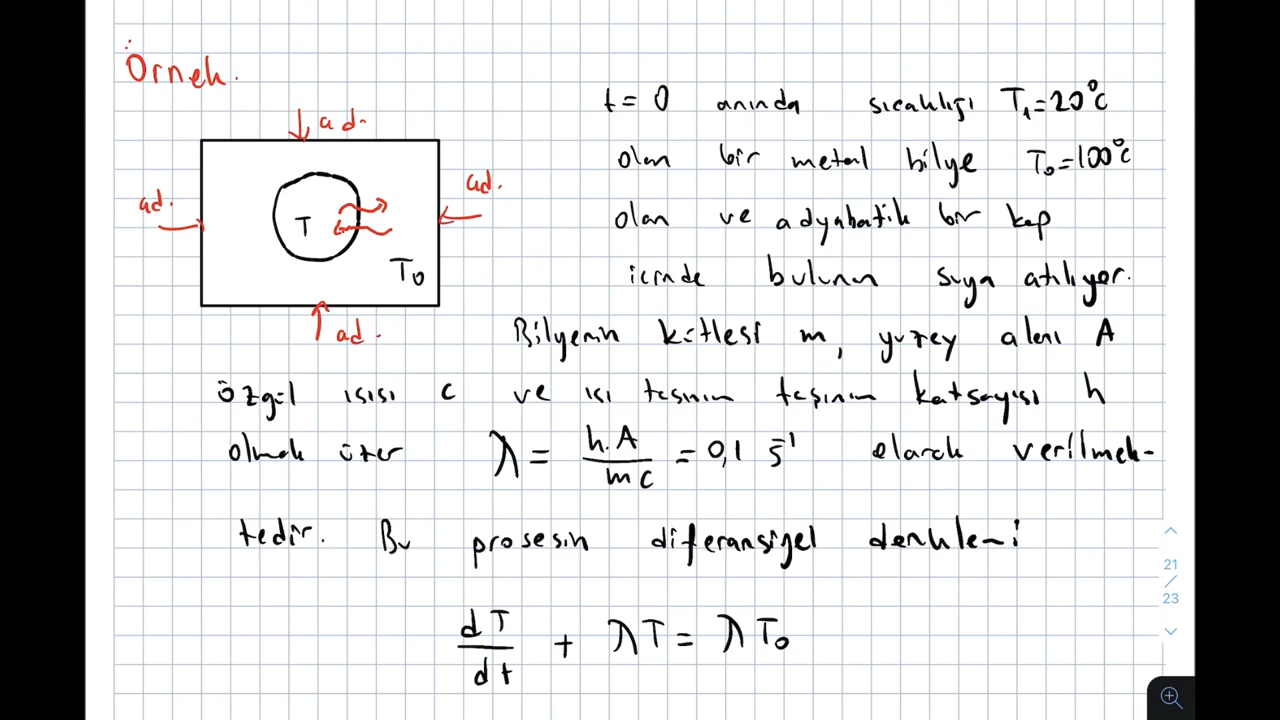 Örnek.
t = 0 anında sıcaklığı T₁=20°C
olan bir metal bilye T₀=100°C
olan ve adyabatik bir kap
içinde bulunan suya atılıyor.
ad.
ad.
ad.
ad.
T
T₀
Bilyenin kütlesi m, yüzey alanı A
özgül ısısı c ve ısı taşının taşınım katsayısı h
olmak üzer λ = h.A / mc = 0,1 s⁻¹ olarak verilmek-
tedir. Bu prosesin diferansiyel denklemi
dT/dt + λT = λT₀
21
/
23